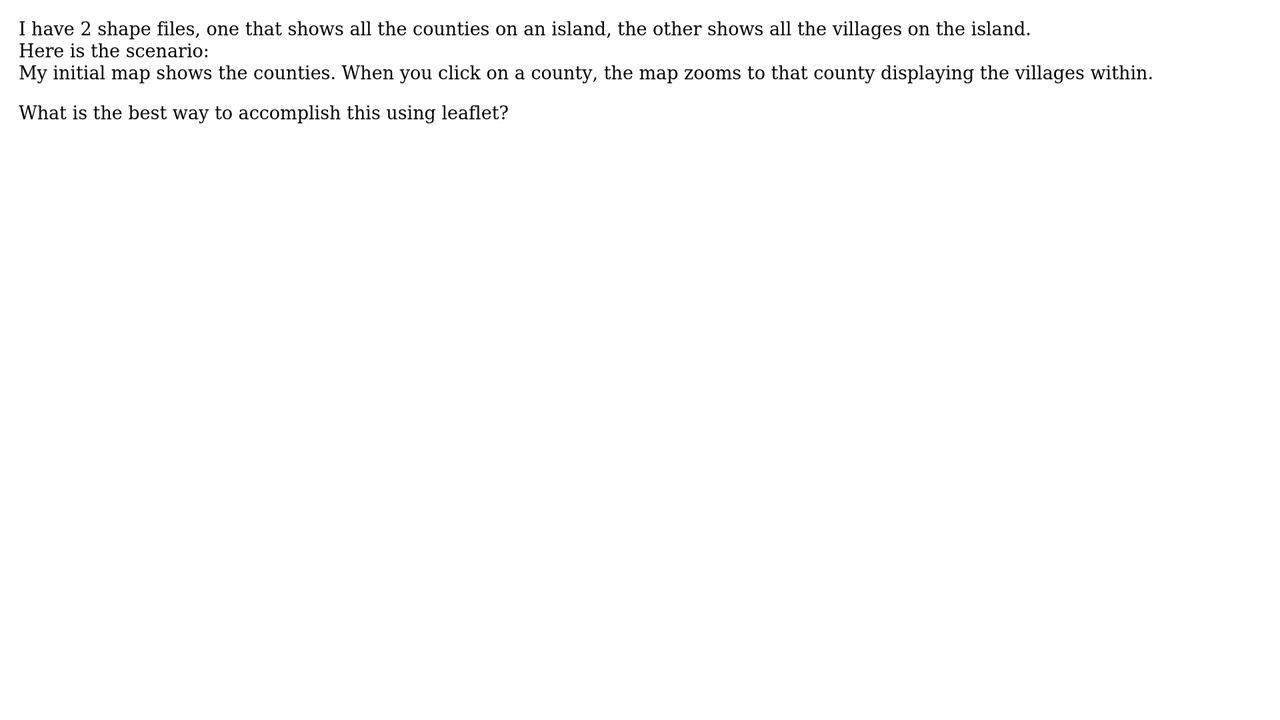 I have 2 shape files, one that shows all the counties on an island, the other shows all the villages on the island.
Here is the scenario:
My initial map shows the counties. When you click on a county, the map zooms to that county displaying the villages within.
What is the best way to accomplish this using leaflet?